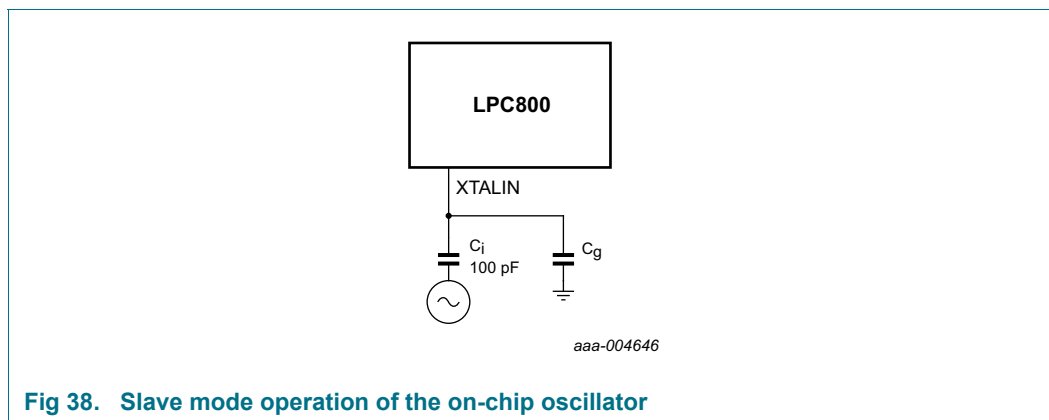 LPC800
XTALIN
Ci
100 pF
Cg
aaa-004646
Fig 38. Slave mode operation of the on-chip oscillator